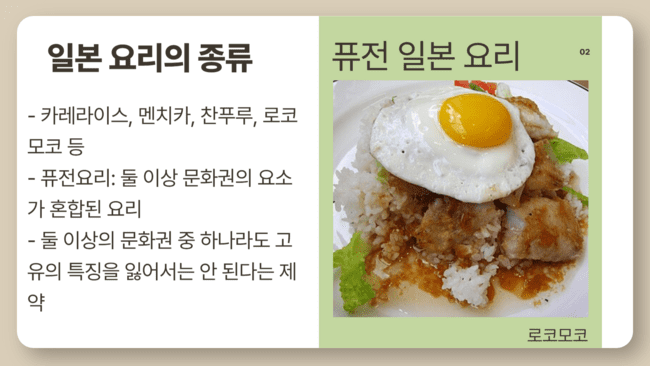 일본 요리의 종류
- 카레라이스, 멘치카, 찬푸루, 로코
모코 등
- 퓨전요리: 둘 이상 문화권의 요소
가 혼합된 요리
- 둘 이상의 문화권 중 하나라도 고
유의 특징을 잃어서는 안 된다는 제
약
퓨전 일본 요리
02
로코모코